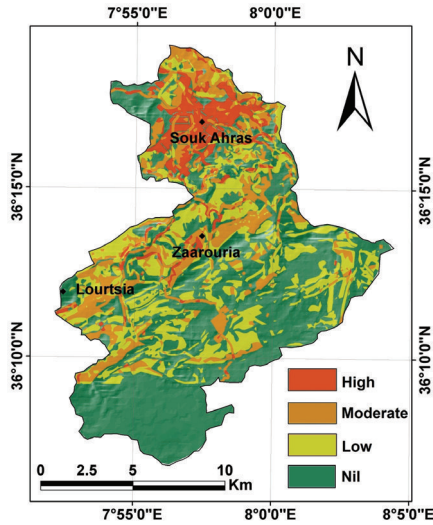 7°55'0"E 8°0'0"E
N
Souk Ahras
36°15'0"N 36°15'0"N
Zaarouria
Lourtsia
36°10'0"N 36°10'0"N
High
Moderate
Low
Nil
0 2.5 5 10
Km
7°55'0"E 8°0'0"E 8°5'0"E